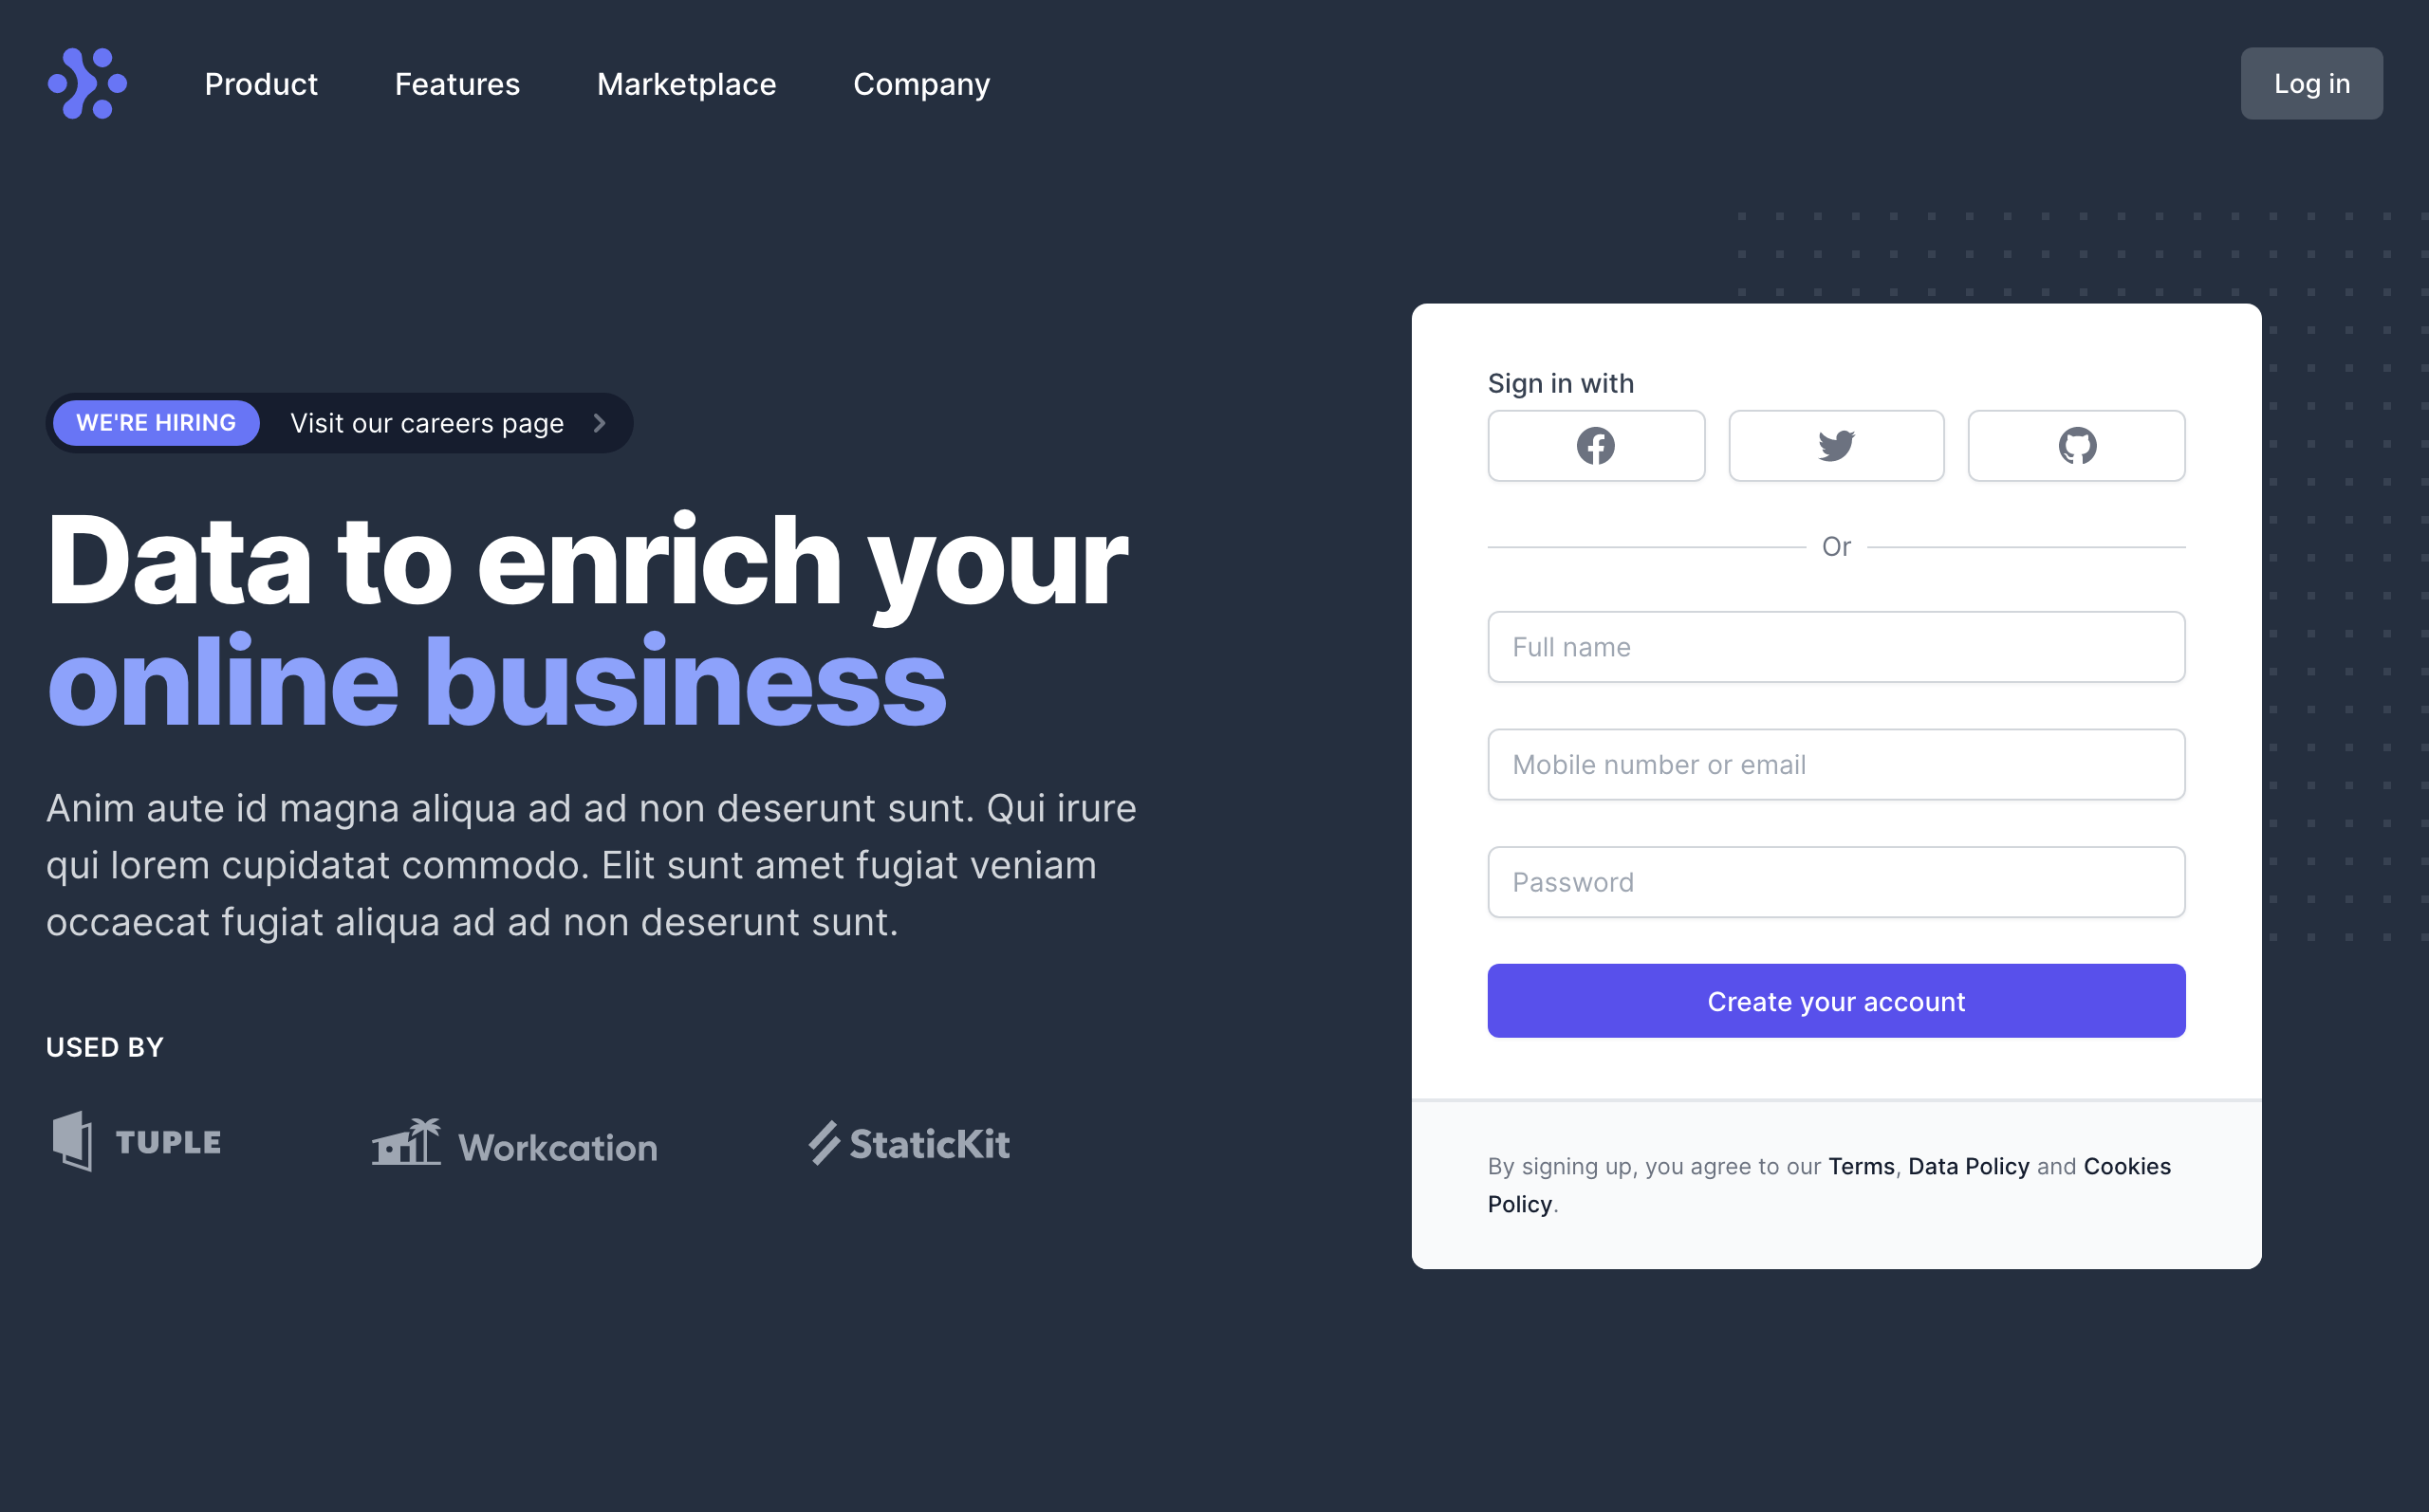 Product
Features
Marketplace
Company
Log in
WE'RE HIRING
Visit our careers page
Data to enrich your
online business
Anim aute id magna aliqua ad ad non deserunt sunt. Qui irure
qui lorem cupidatat commodo. Elit sunt amet fugiat veniam
occaecat fugiat aliqua ad ad non deserunt sunt.
USED BY
TUPLE
Workcation
StaticKit
Sign in with
Or
Full name
Mobile number or email
Password
Create your account
By signing up, you agree to our Terms, Data Policy and Cookies
Policy.